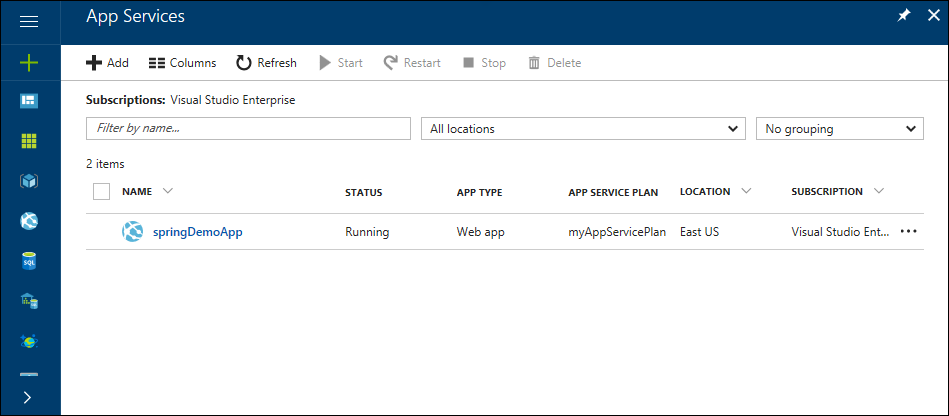 App Services
Add Columns Refresh Start Restart Stop Delete
Subscriptions: Visual Studio Enterprise
Filter by name... All locations No grouping
2 items
NAME STATUS APP TYPE APP SERVICE PLAN LOCATION SUBSCRIPTION
springDemoApp Running Web app myAppServicePlan East US Visual Studio Ent...
SQL